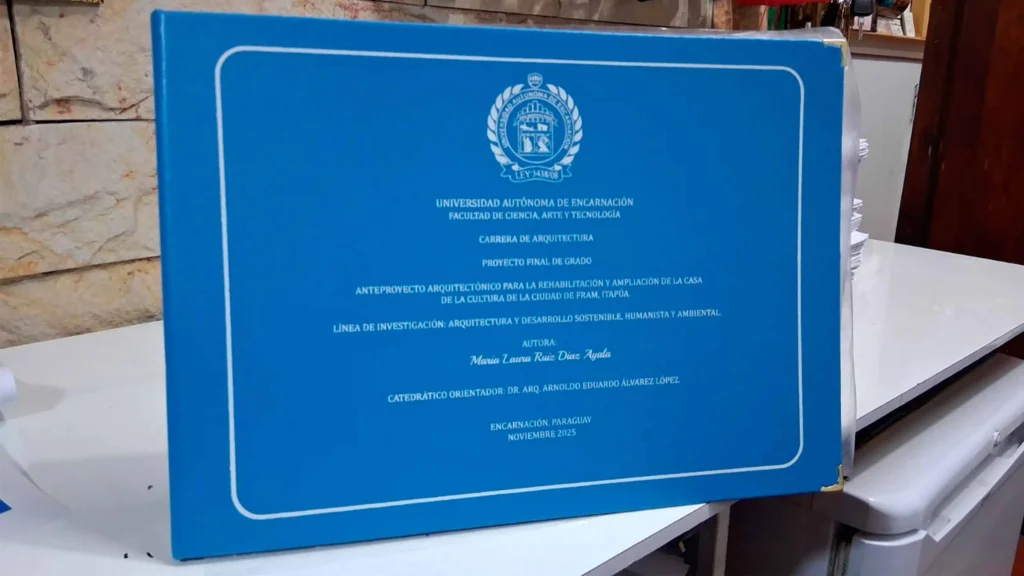 UNIVERSIDAD AUTÓNOMA DE ENCARNACIÓN
LEY 3438/08
UNIVERSIDAD AUTÓNOMA DE ENCARNACIÓN
FACULTAD DE CIENCIA, ARTE Y TECNOLOGÍA
CARRERA DE ARQUITECTURA
PROYECTO FINAL DE GRADO
ANTEPROYECTO ARQUITECTÓNICO PARA LA REHABILITACIÓN Y AMPLIACIÓN DE LA CASA
DE LA CULTURA DE LA CIUDAD DE FRAM, ITAPÚA.
LÍNEA DE INVESTIGACIÓN: ARQUITECTURA Y DESARROLLO SOSTENIBLE, HUMANISTA Y AMBIENTAL.
AUTORA:
Maria Laura Ruiz Diaz Ayala
CATEDRÁTICO ORIENTADOR: DR. ARQ. ARNOLDO EDUARDO ÁLVAREZ LÓPEZ.
ENCARNACIÓN, PARAGUAY
NOVIEMBRE 2025